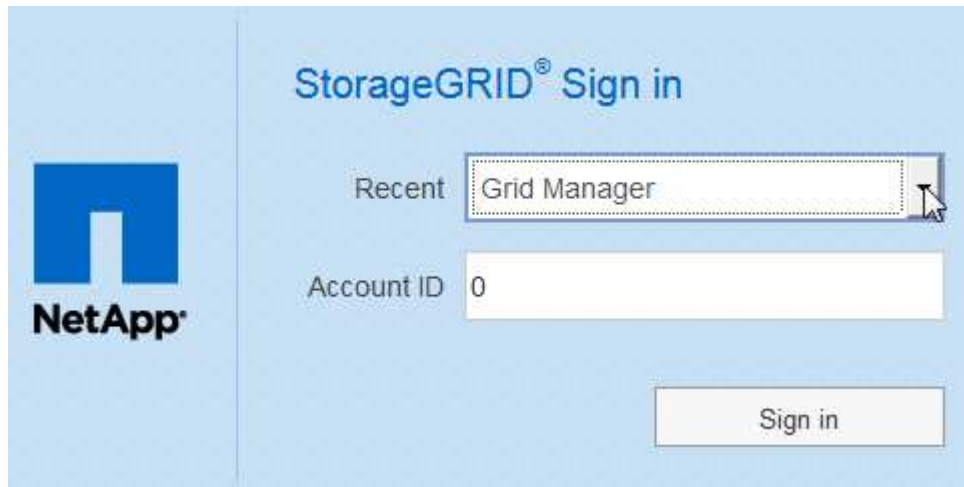 StorageGRID® Sign in
Recent Grid Manager
Account ID 0
NetApp®
Sign in